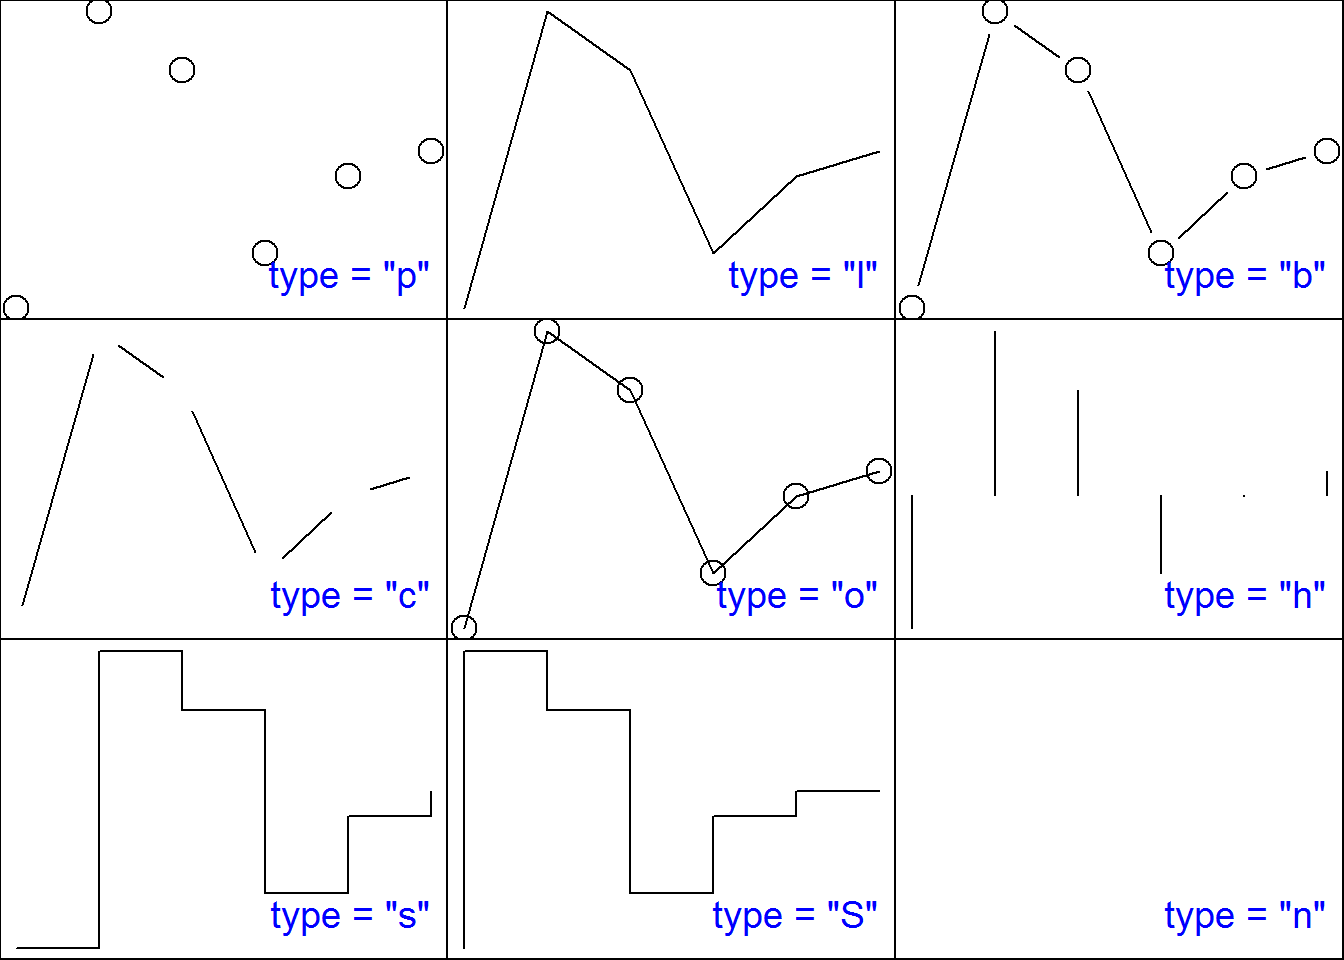 type = "p"
type = "l"
type = "b"
type = "c"
type = "o"
type = "h"
type = "s"
type = "S"
type = "n"